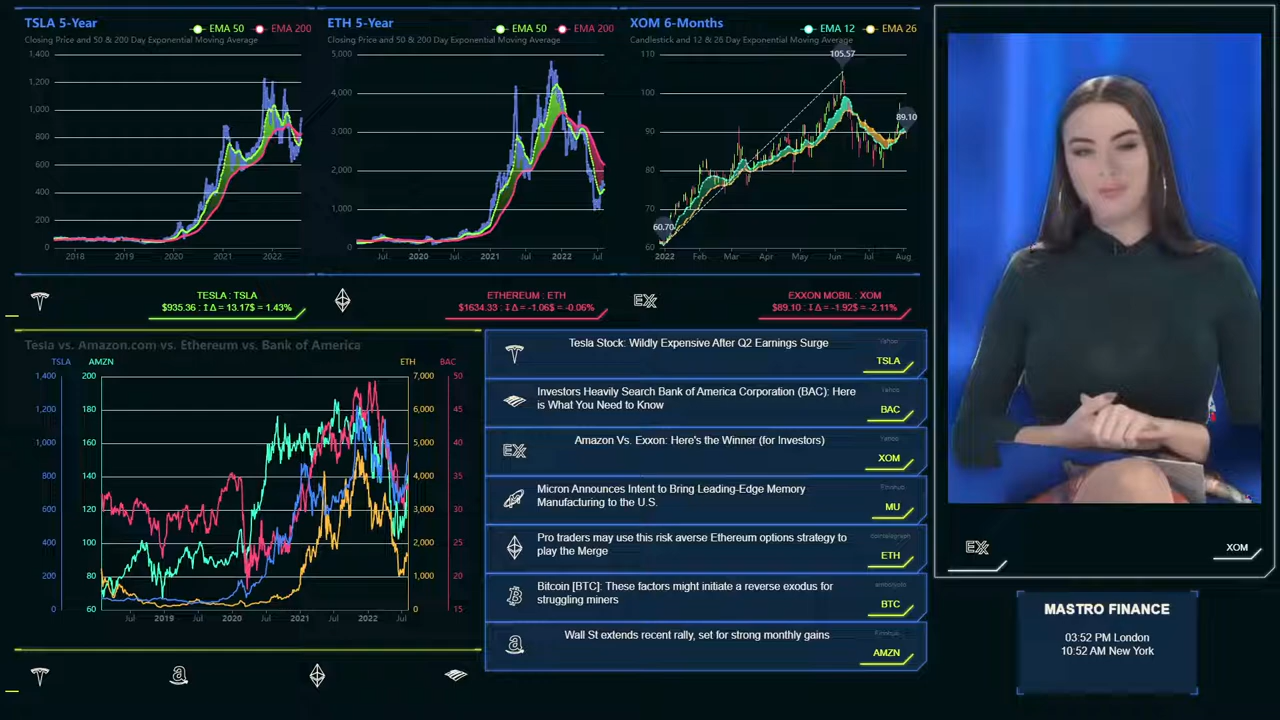 TSLA 5-Year
EMA 50
EMA 200
Closing Price and 50 & 200 Day Exponential Moving Average
1,400
1,200
1,000
800
600
400
200
0
2018
2019
2020
2021
2022
ETH 5-Year
EMA 50
EMA 200
Closing Price and 50 & 200 Day Exponential Moving Average
5,000
4,000
3,000
2,000
1,000
0
Jul..
2020
Jul..
2021
Jul..
2022
Jul..
XOM 6-Months
EMA 12
EMA 26
Candlestick and 12 & 26 Day Exponential Moving Average
110
100
90
80
70
60
105.57
89.10
60.70
2022
Feb
Mar
Apr
May
Jun
Jul
Aug
TESLA : TSLA
$935.36 : ↧ Δ = 13.17$ = 1.43%
ETHEREUM : ETH
$1634.33 : ↧ Δ = -1.06$ = -0.06%
EX
EXXON MOBIL : XOM
$89.10 : ↧ Δ = -1.92$ = -2.11%
Tesla vs. Amazon.com vs. Ethereum vs. Bank of America
TSLA
AMZN
ETH
BAC
1,400
1,200
1,000
800
600
400
200
0
200
180
160
140
120
100
80
60
7,000
6,000
5,000
4,000
3,000
2,000
1,000
0
50
45
40
35
30
25
20
15
Jul
2019
Jul
2020
Jul
2021
Jul
2022
Jul
Tesla Stock: Wildly Expensive After Q2 Earnings Surge
Yahoo
TSLA
Investors Heavily Search Bank of America Corporation (BAC): Here
is What You Need to Know
Yahoo
BAC
EX
Amazon Vs. Exxon: Here's the Winner (for Investors)
Yahoo
XOM
Micron Announces Intent to Bring Leading-Edge Memory
Manufacturing to the U.S.
Finnhub
MU
Pro traders may use this risk averse Ethereum options strategy to
play the Merge
Cointelegraph
ETH
Bitcoin [BTC]: These factors might initiate a reverse exodus for
struggling miners
BTC
Wall St extends recent rally, set for strong monthly gains
Finnhub
AMZN
EX
XOM
MASTRO FINANCE
03:52 PM London
10:52 AM New York